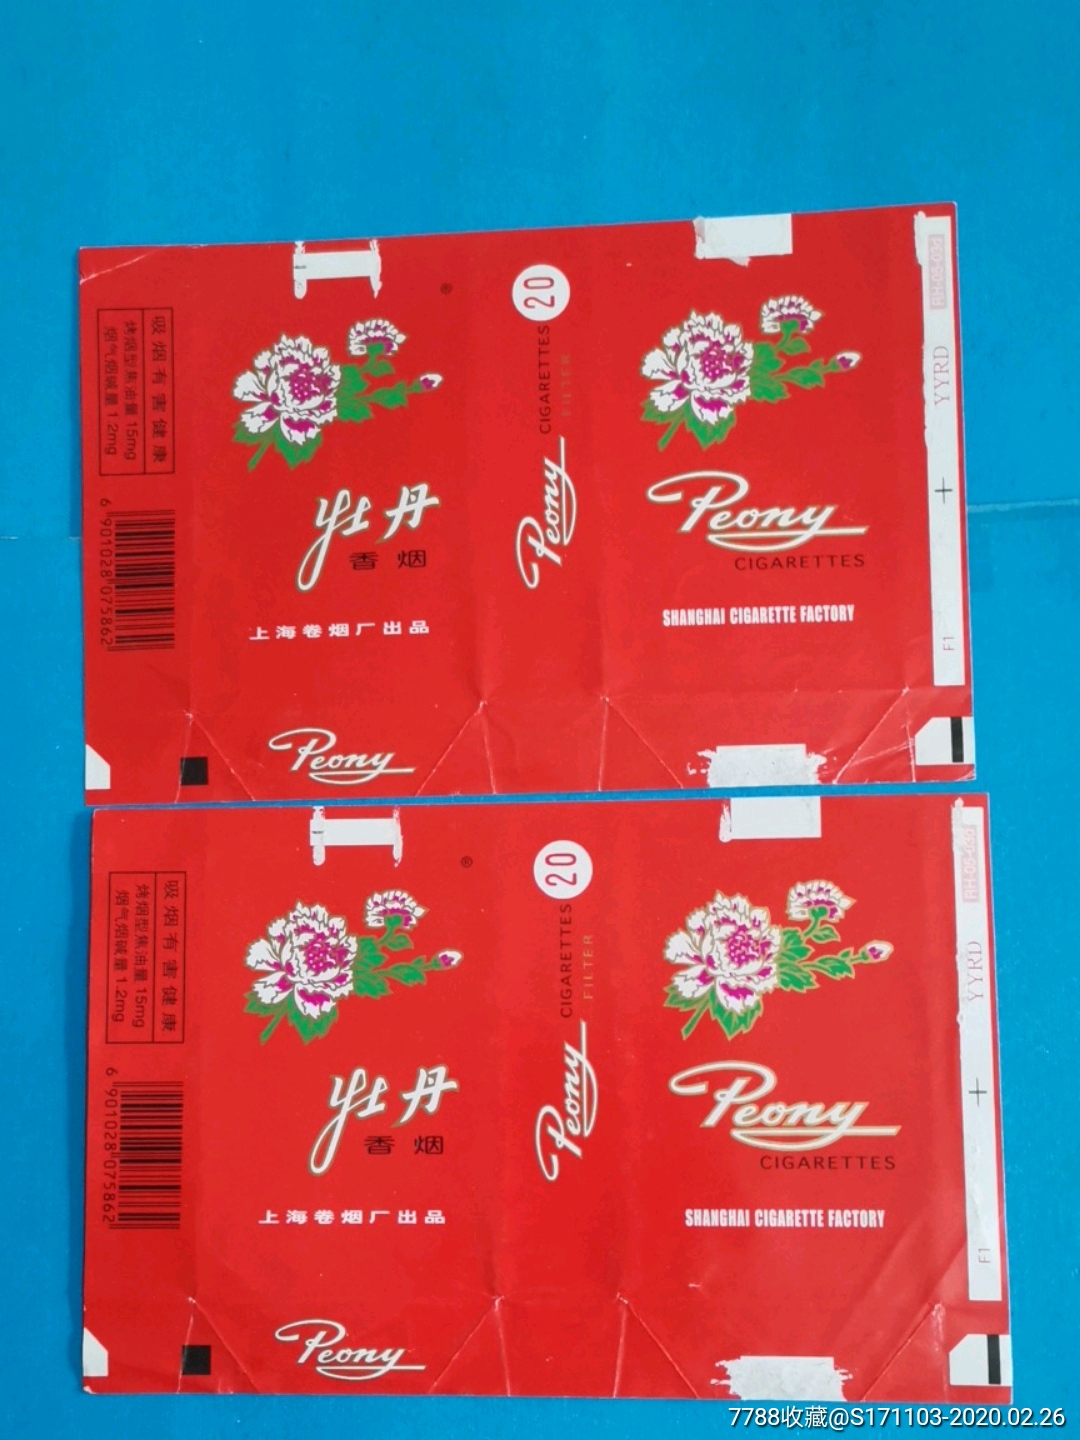 吸烟有害健康
烤烟型焦油量 15mg
烟气烟碱量 1.2mg
6 901028 075862
®
牡丹
香烟
上海卷烟厂出品
Peony
20
Peony CIGARETTES
FILTER
Peony
CIGARETTES
SHANGHAI CIGARETTE FACTORY
YYRD
F1
吸烟有害健康
烤烟型焦油量 15mg
烟气烟碱量 1.2mg
6 901028 075862
®
牡丹
香烟
上海卷烟厂出品
Peony
20
Peony CIGARETTES
FILTER
Peony
CIGARETTES
SHANGHAI CIGARETTE FACTORY
YYRD
F1
7788收藏@S171103-2020.02.26